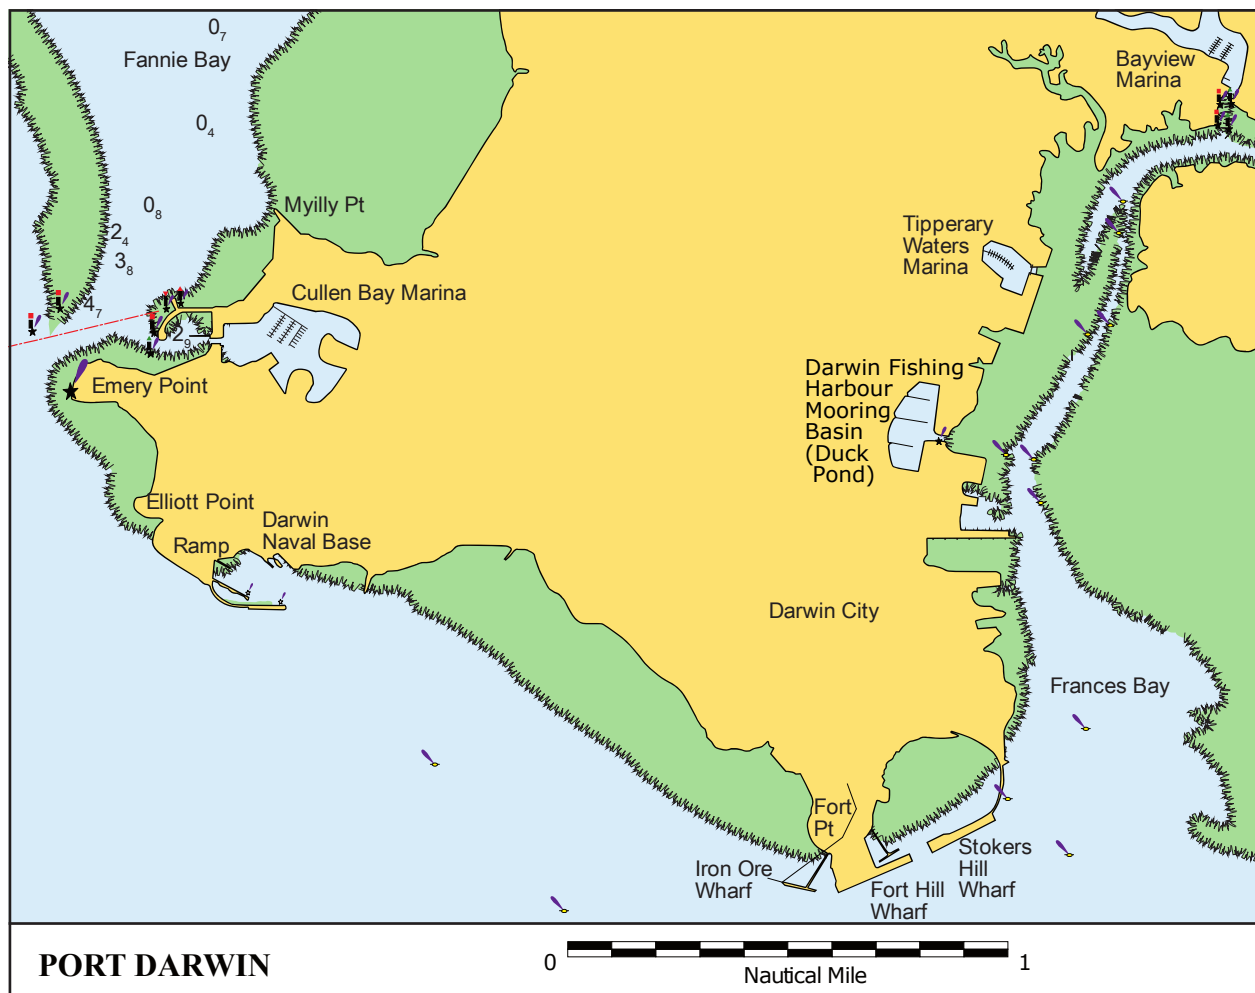 0₇
Fannie Bay
Bayview
Marina
0₄
0₈
Myilly Pt
2₄
3₈
Tipperary
Waters
Marina
4₇
Cullen Bay Marina
2₉
Emery Point
Darwin Fishing
Harbour
Mooring
Basin
(Duck
Pond)
Elliott Point
Darwin
Naval Base
Ramp
Darwin City
Frances Bay
Fort
Pt
Iron Ore
Wharf
Stokers
Hill
Wharf
Fort Hill
Wharf
PORT DARWIN
0
1
Nautical Mile